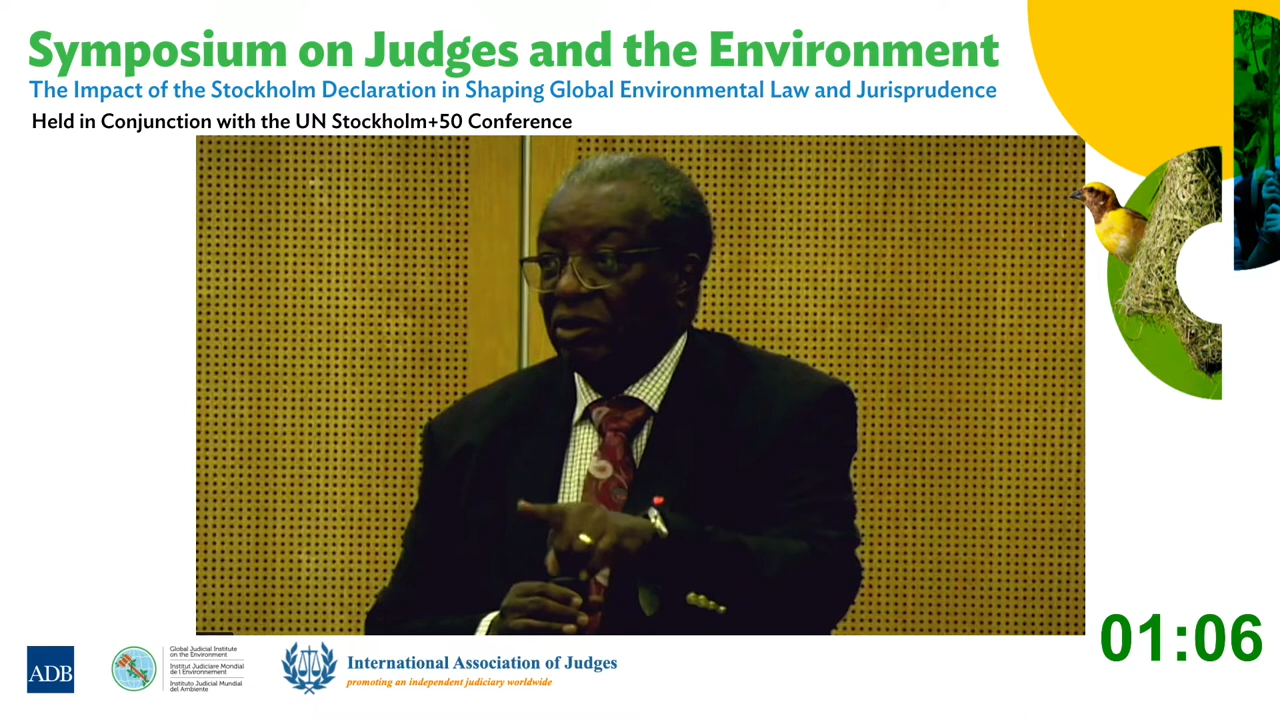 Symposium on Judges and the Environment
The Impact of the Stockholm Declaration in Shaping Global Environmental Law and Jurisprudence
Held in Conjunction with the UN Stockholm+50 Conference
01:06
ADB
Global Judicial Institute
on the Environment
Institut Judiciaire Mondial
de l'Environnement
Instituto Judicial Mundial
del Ambiente
International Association of Judges
promoting an independent judiciary worldwide